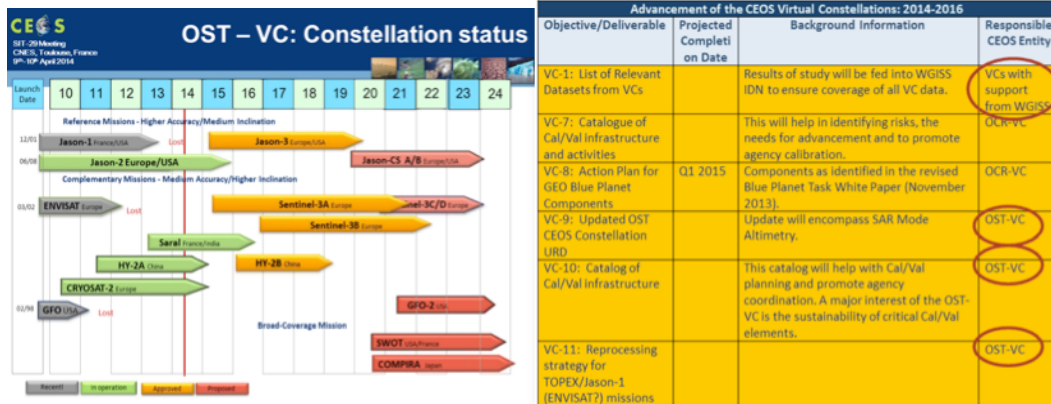 CEOS
SIT-29 Meeting
CNES, Toulouse, France
9th-10th April 2014
OST – VC: Constellation status
Launch
Date
10 11 12 13 14 15 16 17 18 19 20 21 22 23 24
Reference Missions - Higher Accuracy/Medium Inclination
12/01 Jason-1 France/USA Lost Jason-3 Europe/USA
06/08 Jason-2 Europe/USA Jason-CS A/B Europe/USA
Complementary Missions - Medium Accuracy/Higher Inclination
03/02 ENVISAT Europe Lost Sentinel-3A Europe nel-3C/D Europe
Sentinel-3B Europe
Saral France/India
HY-2A China HY-2B China
CRYOSAT-2 Europe
02/98 GFO USA Lost GFO-2
Broad-Coverage Mission
SWOT USA/France
COMPIRA Japan
In operation Approved Proposed
Advancement of the CEOS Virtual Constellations: 2014-2016
Objective/Deliverable
Projected
Completi
on Date
Background Information
Responsible
CEOS Entity
VC-1: List of Relevant
Datasets from VCs
Results of study will be fed into WGISS
IDN to ensure coverage of all VC data.
VCs with
support
from WGISS
VC-7: Catalogue of
Cal/Val infrastructure
and activities
This will help in identifying risks, the
needs for advancement and to promote
agency calibration.
OCR-VC
VC-8: Action Plan for
GEO Blue Planet
Components
Q1 2015
Components as identified in the revised
Blue Planet Task White Paper (November
2013).
OCR-VC
VC-9: Updated OST
CEOS Constellation
URD
Update will encompass SAR Mode
Altimetry.
OST-VC
VC-10: Catalog of
Cal/Val infrastructure
This catalog will help with Cal/Val
planning and promote agency
coordination. A major interest of the OST-
VC is the sustainability of critical Cal/Val
elements.
OST-VC
VC-11: Reprocessing
strategy for
TOPEX/Jason-1
(ENVISAT?) missions
OST-VC